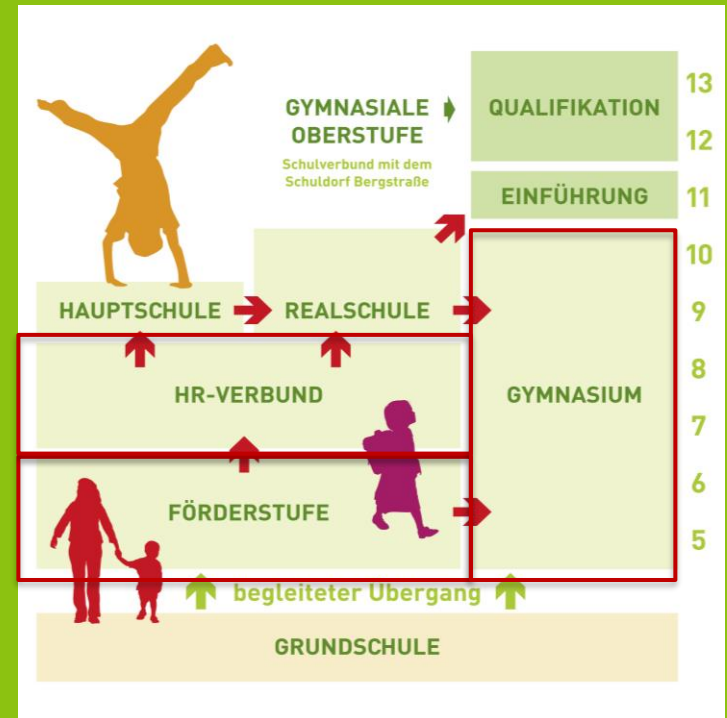 13
GYMNASIALE
OBERSTUFE
QUALIFIKATION
12
Schulverbund mit dem
Schuldorf Bergstraße
EINFÜHRUNG
11
10
HAUPTSCHULE
REALSCHULE
9
8
HR-VERBUND
GYMNASIUM
7
6
FÖRDERSTUFE
5
begleiteter Übergang
GRUNDSCHULE